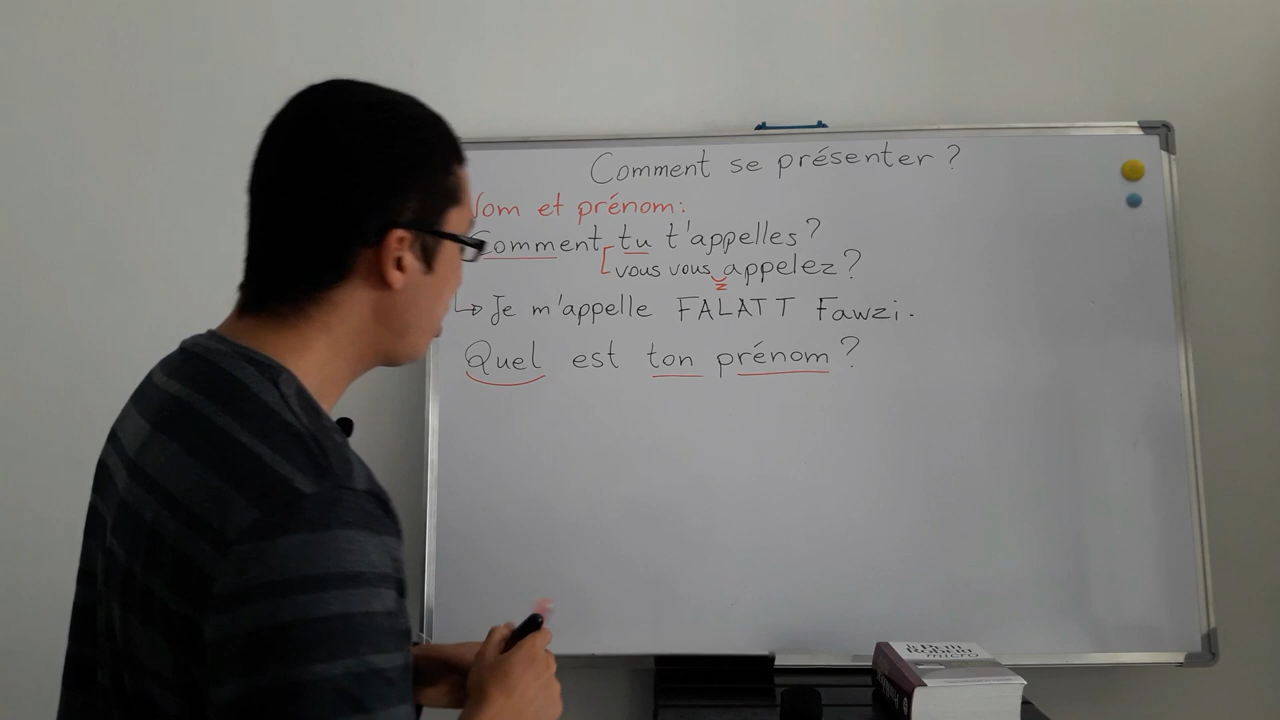 Comment se présenter ?
Nom et prénom:
Comment tu t'appelles ?
vous vous appelez ?
z
↳ Je m'appelle FALATT Fawzi.
Quel est ton prénom ?
micro